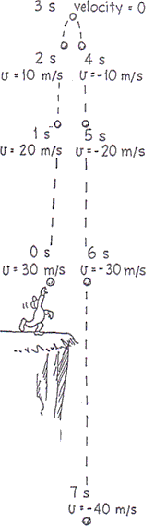 3 s velocity = 0
2 s 4 s
υ = 10 m/s υ = -10 m/s
1 s 5 s
υ = 20 m/s υ = -20 m/s
0 s 6 s
υ = 30 m/s υ = -30 m/s
7 s
υ = -40 m/s